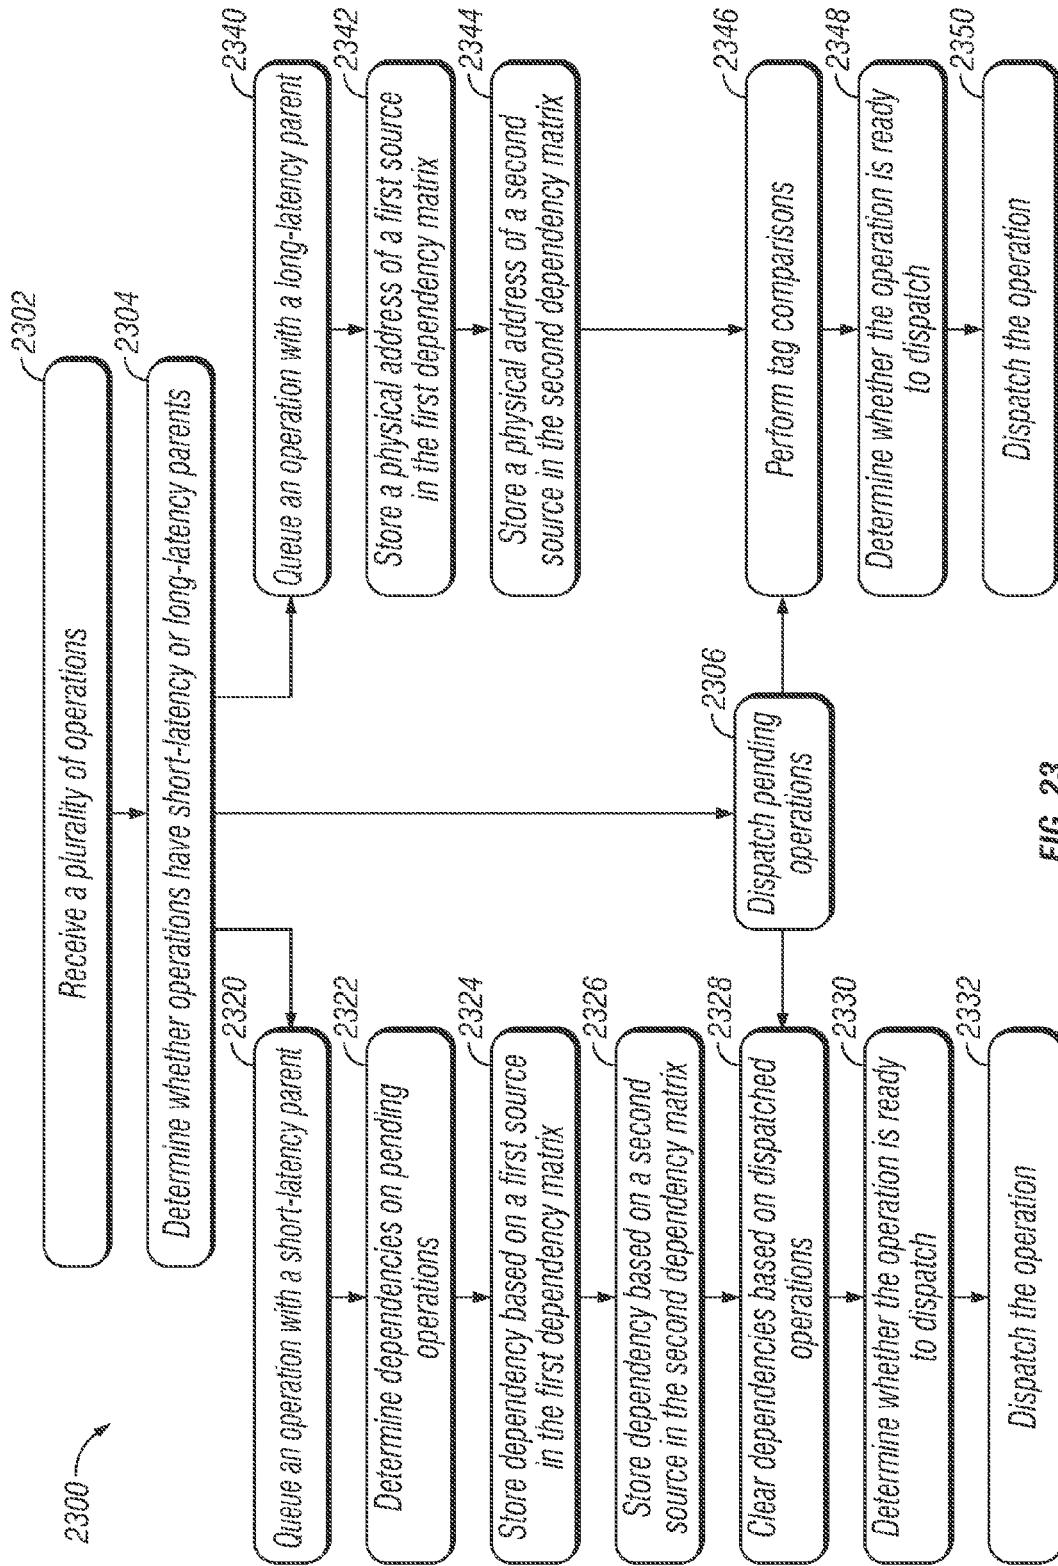 2300
2302
Receive a plurality of operations
2304
Determine whether operations have short-latency or long-latency parents
2320
Queue an operation with a short-latency parent
2322
Determine dependencies on pending
operations
2324
Store dependency based on a first source
in the first dependency matrix
2326
Store dependency based on a second
source in the second dependency matrix
2328
Clear dependencies based on dispatched
operations
2330
Determine whether the operation is ready
to dispatch
2332
Dispatch the operation
2306
Dispatch pending
operations
2340
Queue an operation with a long-latency parent
2342
Store a physical address of a first source
in the first dependency matrix
2344
Store a physical address of a second
source in the second dependency matrix
2346
Perform tag comparisons
2348
Determine whether the operation is ready
to dispatch
2350
Dispatch the operation
FIG. 23